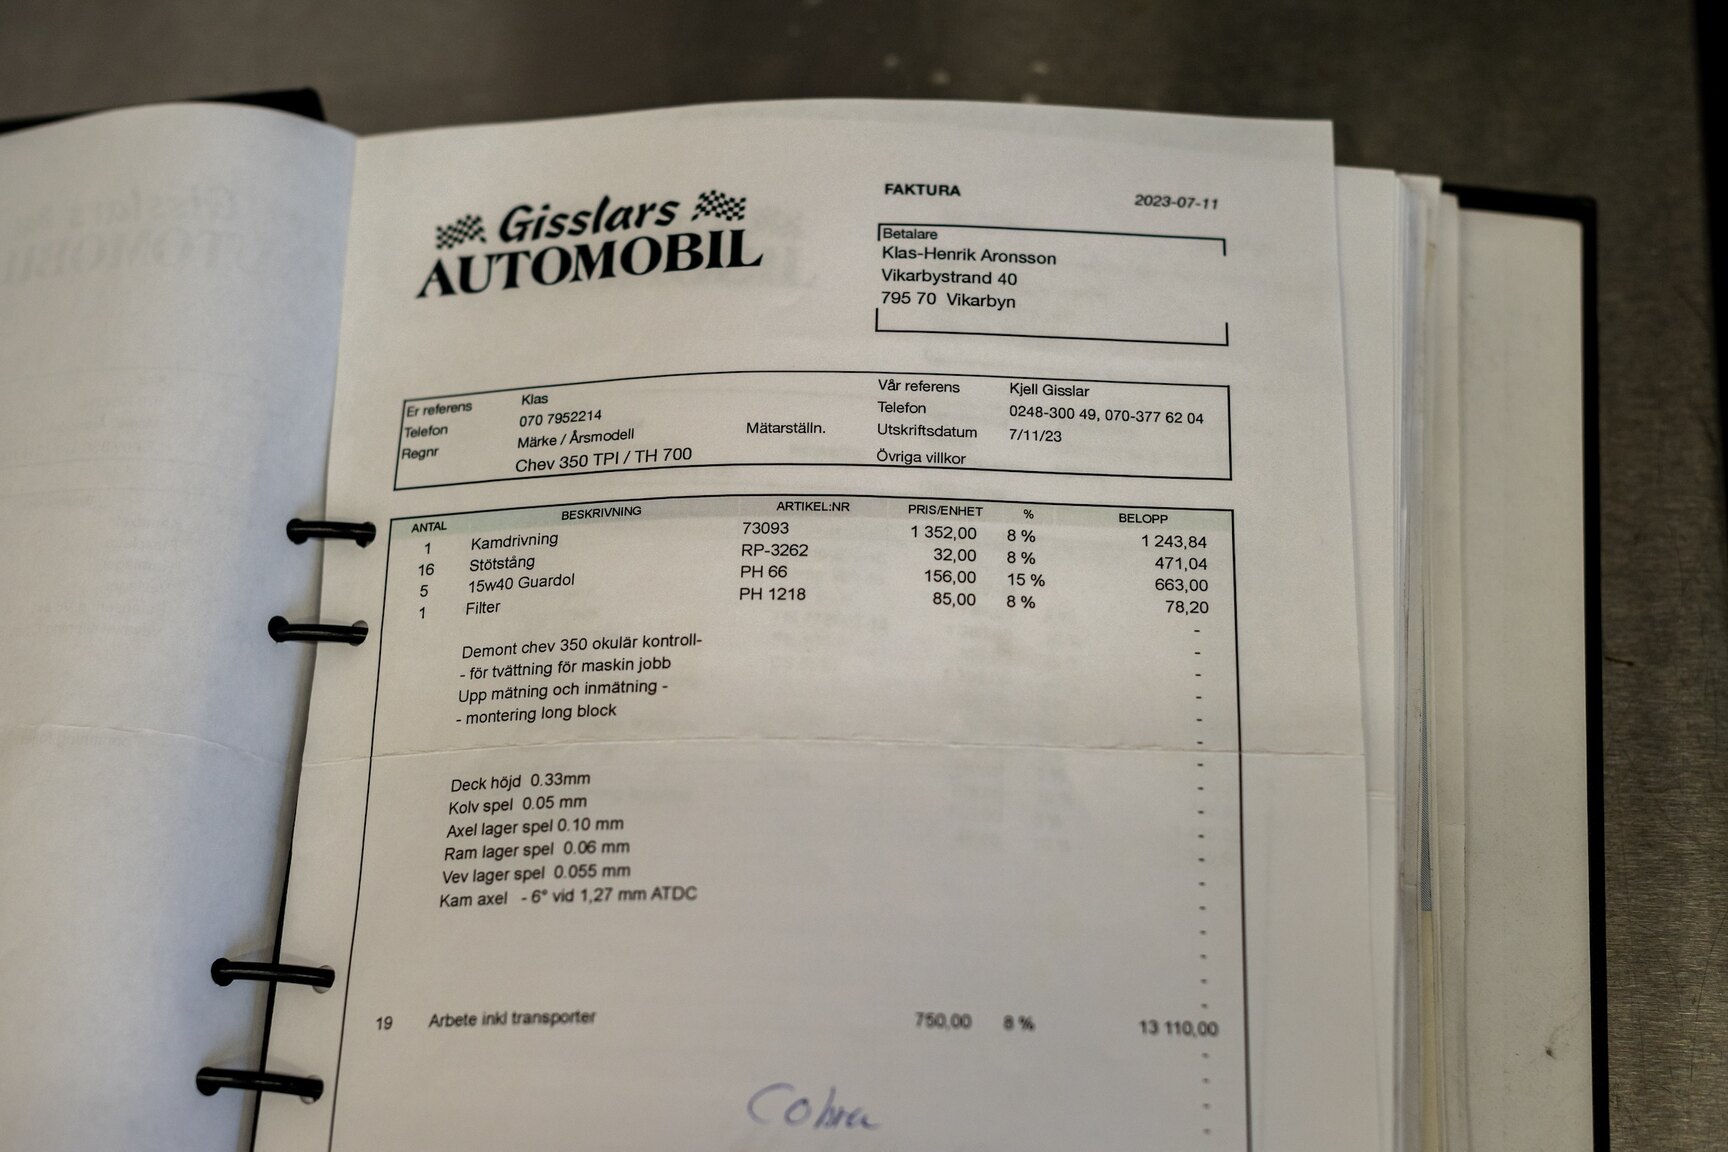 Gisslars
AUTOMOBIL
FAKTURA
2023-07-11
Betalare
Klas-Henrik Aronsson
Vikarbystrand 40
795 70 Vikarbyn
Er referens Klas
Telefon 070 7952214
Regnr Märke / Årsmodell Mätarställn.
Chev 350 TPI / TH 700
Vår referens Kjell Gisslar
Telefon 0248-300 49, 070-377 62 04
Utskriftsdatum 7/11/23
Övriga villkor
ANTAL BESKRIVNING ARTIKEL:NR PRIS/ENHET % BELOPP
1 Kamdrivning 73093 1 352,00 8 % 1 243,84
16 Stötstång RP-3262 32,00 8 % 471,04
5 15w40 Guardol PH 66 156,00 15 % 663,00
1 Filter PH 1218 85,00 8 % 78,20
Demont chev 350 okulär kontroll-
- för tvättning för maskin jobb
Upp mätning och inmätning -
- montering long block
Deck höjd 0.33mm
Kolv spel 0.05 mm
Axel lager spel 0.10 mm
Ram lager spel 0.06 mm
Vev lager spel 0.055 mm
Kam axel - 6° vid 1,27 mm ATDC
19 Arbete inkl transporter 750,00 8 % 13 110,00
Cobra